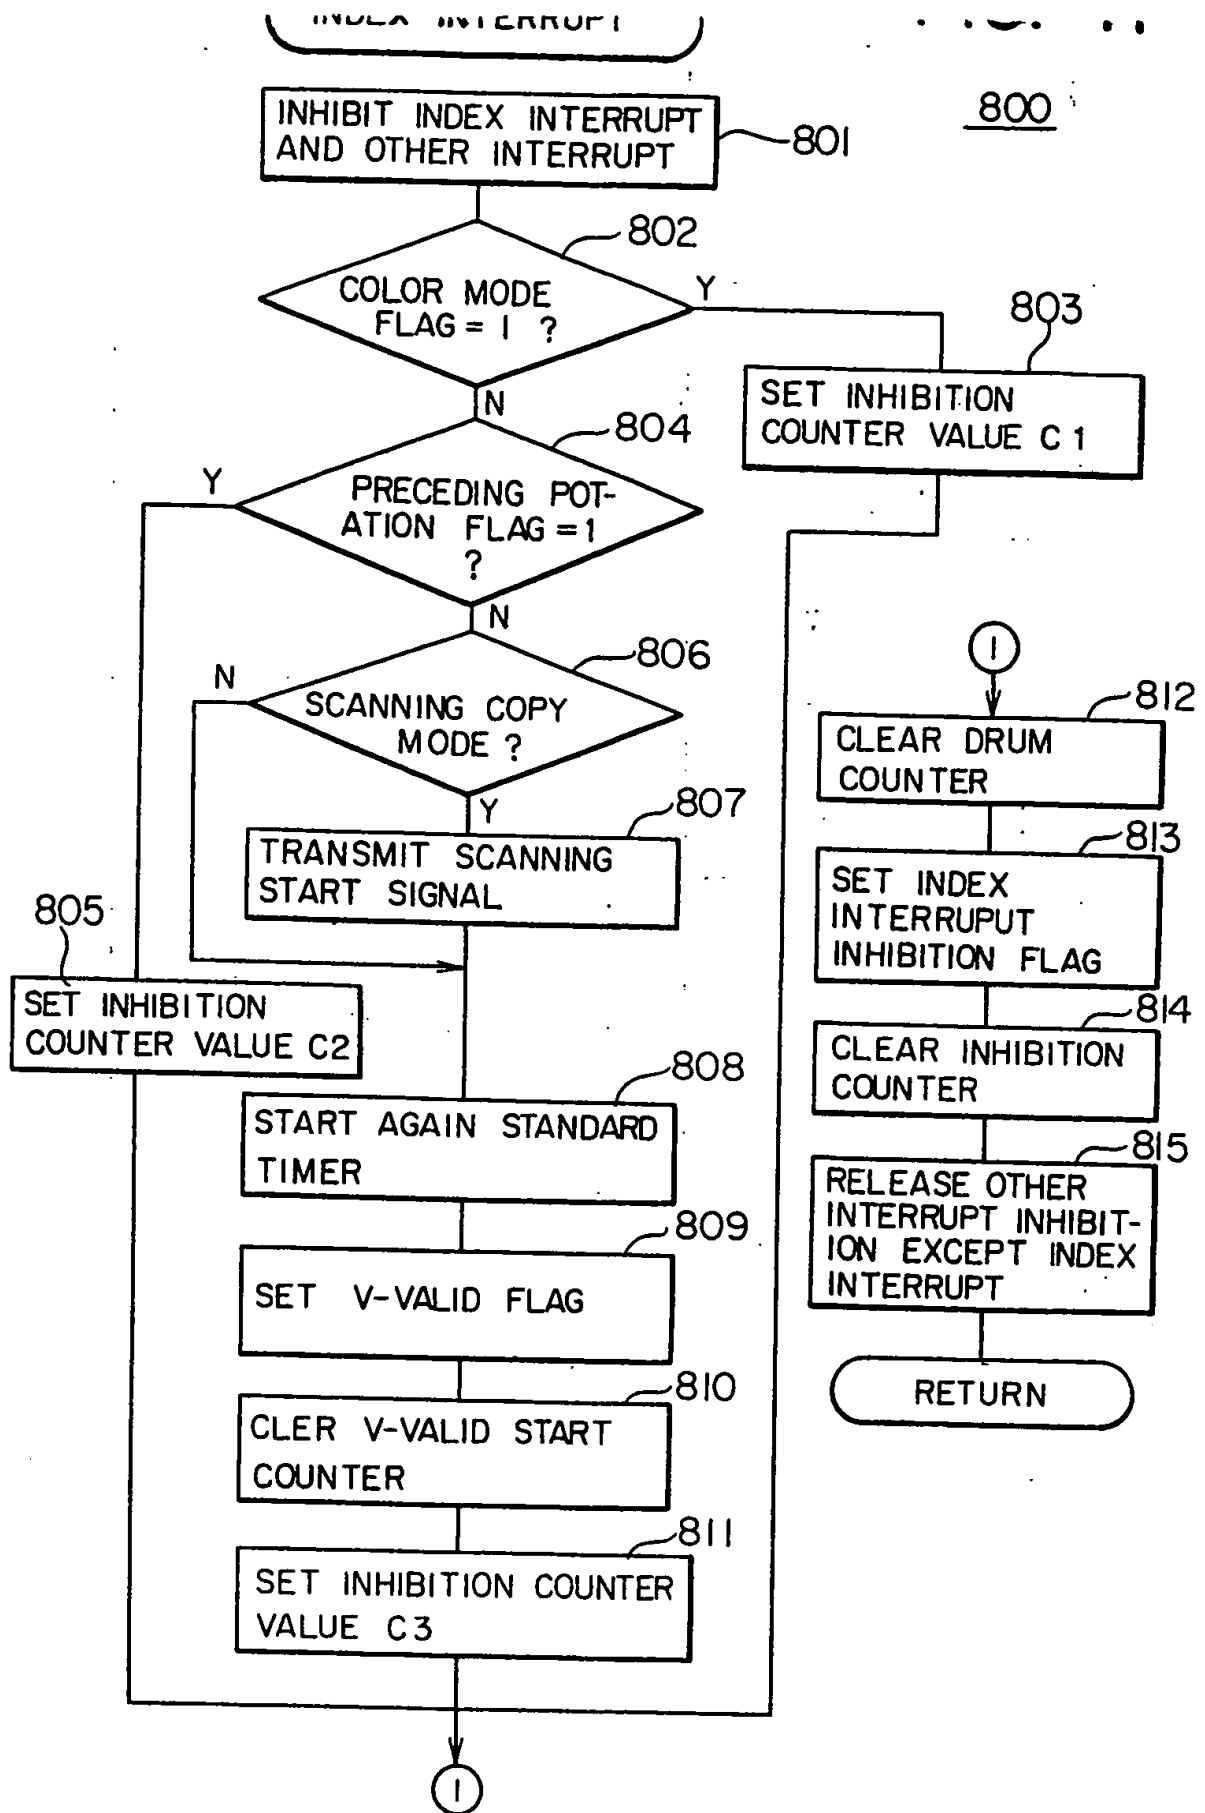 INDEX INTERRUPT
800
INHIBIT INDEX INTERRUPT
AND OTHER INTERRUPT
801
802
COLOR MODE
FLAG = 1 ?
Y
N
803
SET INHIBITION
COUNTER VALUE C 1
804
PRECEDING POT-
ATION FLAG = 1
?
Y
N
806
SCANNING COPY
MODE ?
N
Y
807
TRANSMIT SCANNING
START SIGNAL
805
SET INHIBITION
COUNTER VALUE C2
808
START AGAIN STANDARD
TIMER
809
SET V-VALID FLAG
810
CLER V-VALID START
COUNTER
811
SET INHIBITION COUNTER
VALUE C3
1
1
812
CLEAR DRUM
COUNTER
813
SET INDEX
INTERRUPUT
INHIBITION FLAG
814
CLEAR INHIBITION
COUNTER
815
RELEASE OTHER
INTERRUPT INHIBIT-
ION EXCEPT INDEX
INTERRUPT
RETURN